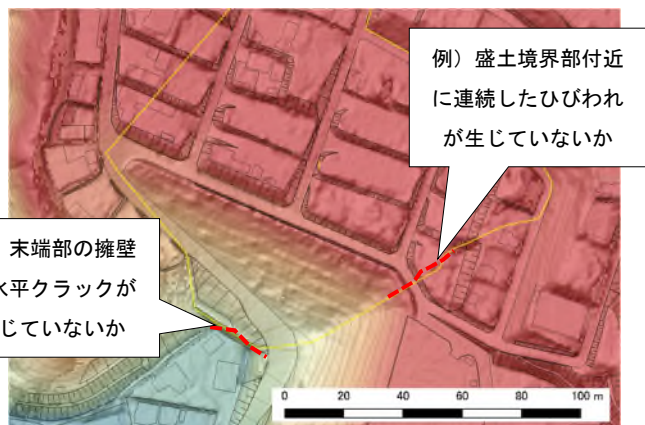 例）盛土境界部付近
に連続したひびわれ
が生じていないか
末端部の擁壁
水平クラックが
じていないか
0 20 40 60 80 100 m